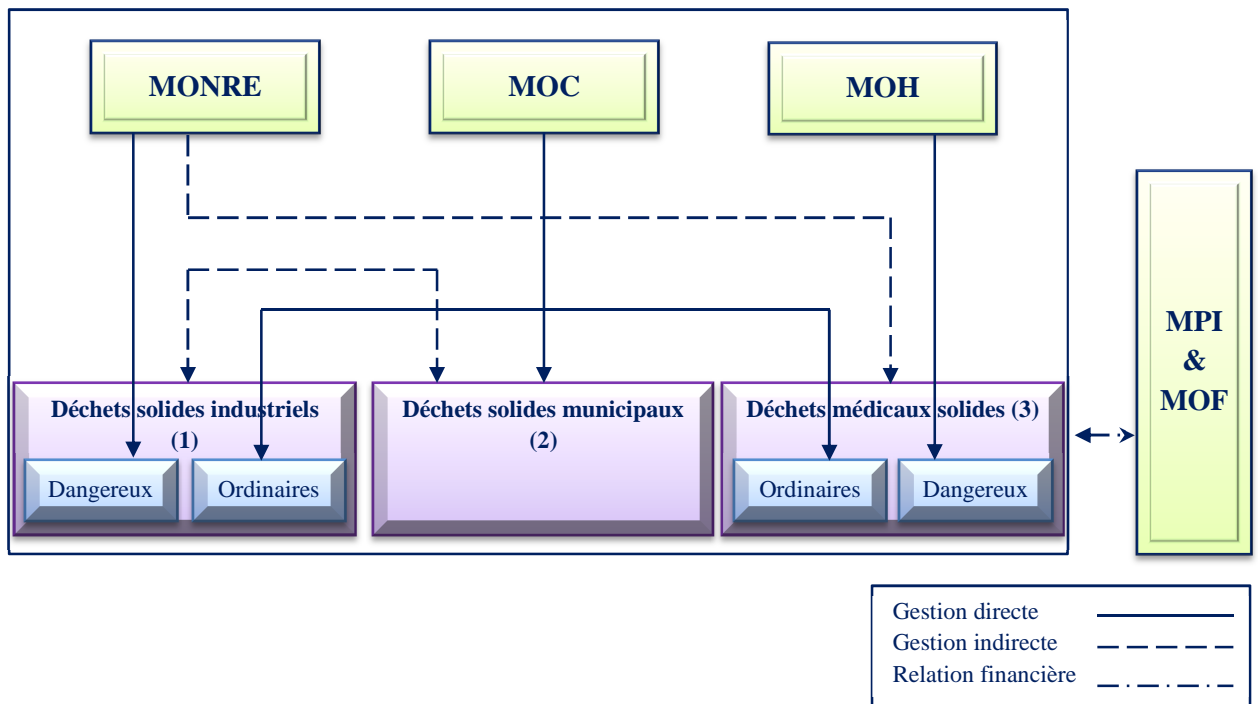 MONRE
MOC
MOH
MPI
&
MOF
Déchets solides industriels
(1)
Dangereux
Ordinaires
Déchets solides municipaux
(2)
Déchets médicaux solides (3)
Ordinaires
Dangereux
Gestion directe
Gestion indirecte
Relation financière